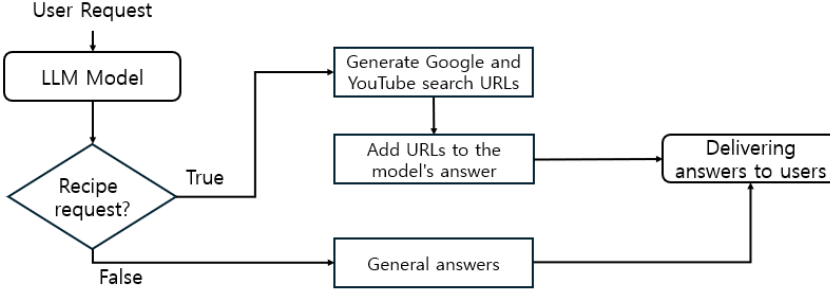 User Request
LLM Model
Recipe
request?
True
False
Generate Google and
YouTube search URLs
Add URLs to the
model's answer
General answers
Delivering
answers to users